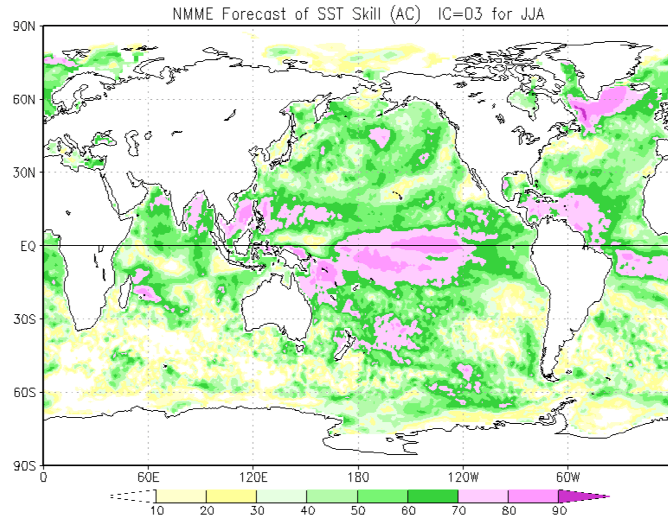 NMME Forecast of SST Skill (AC) IC=03 for JJA
90N
60N
30N
EQ
30S
60S
90S
0 60E 120E 180 120W 60W 0
10 20 30 40 50 60 70 80 90